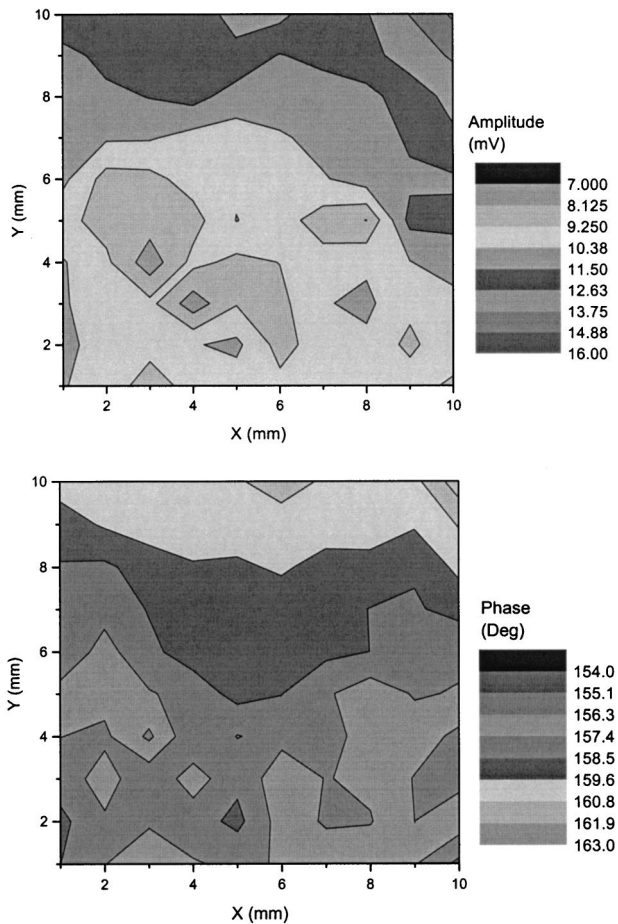 10
8
6
4
2
Y (mm)
2 4 6 8 10
X (mm)
Amplitude
(mV)
7.000
8.125
9.250
10.38
11.50
12.63
13.75
14.88
16.00
10
8
6
4
2
Y (mm)
2 4 6 8 10
X (mm)
Phase
(Deg)
154.0
155.1
156.3
157.4
158.5
159.6
160.8
161.9
163.0